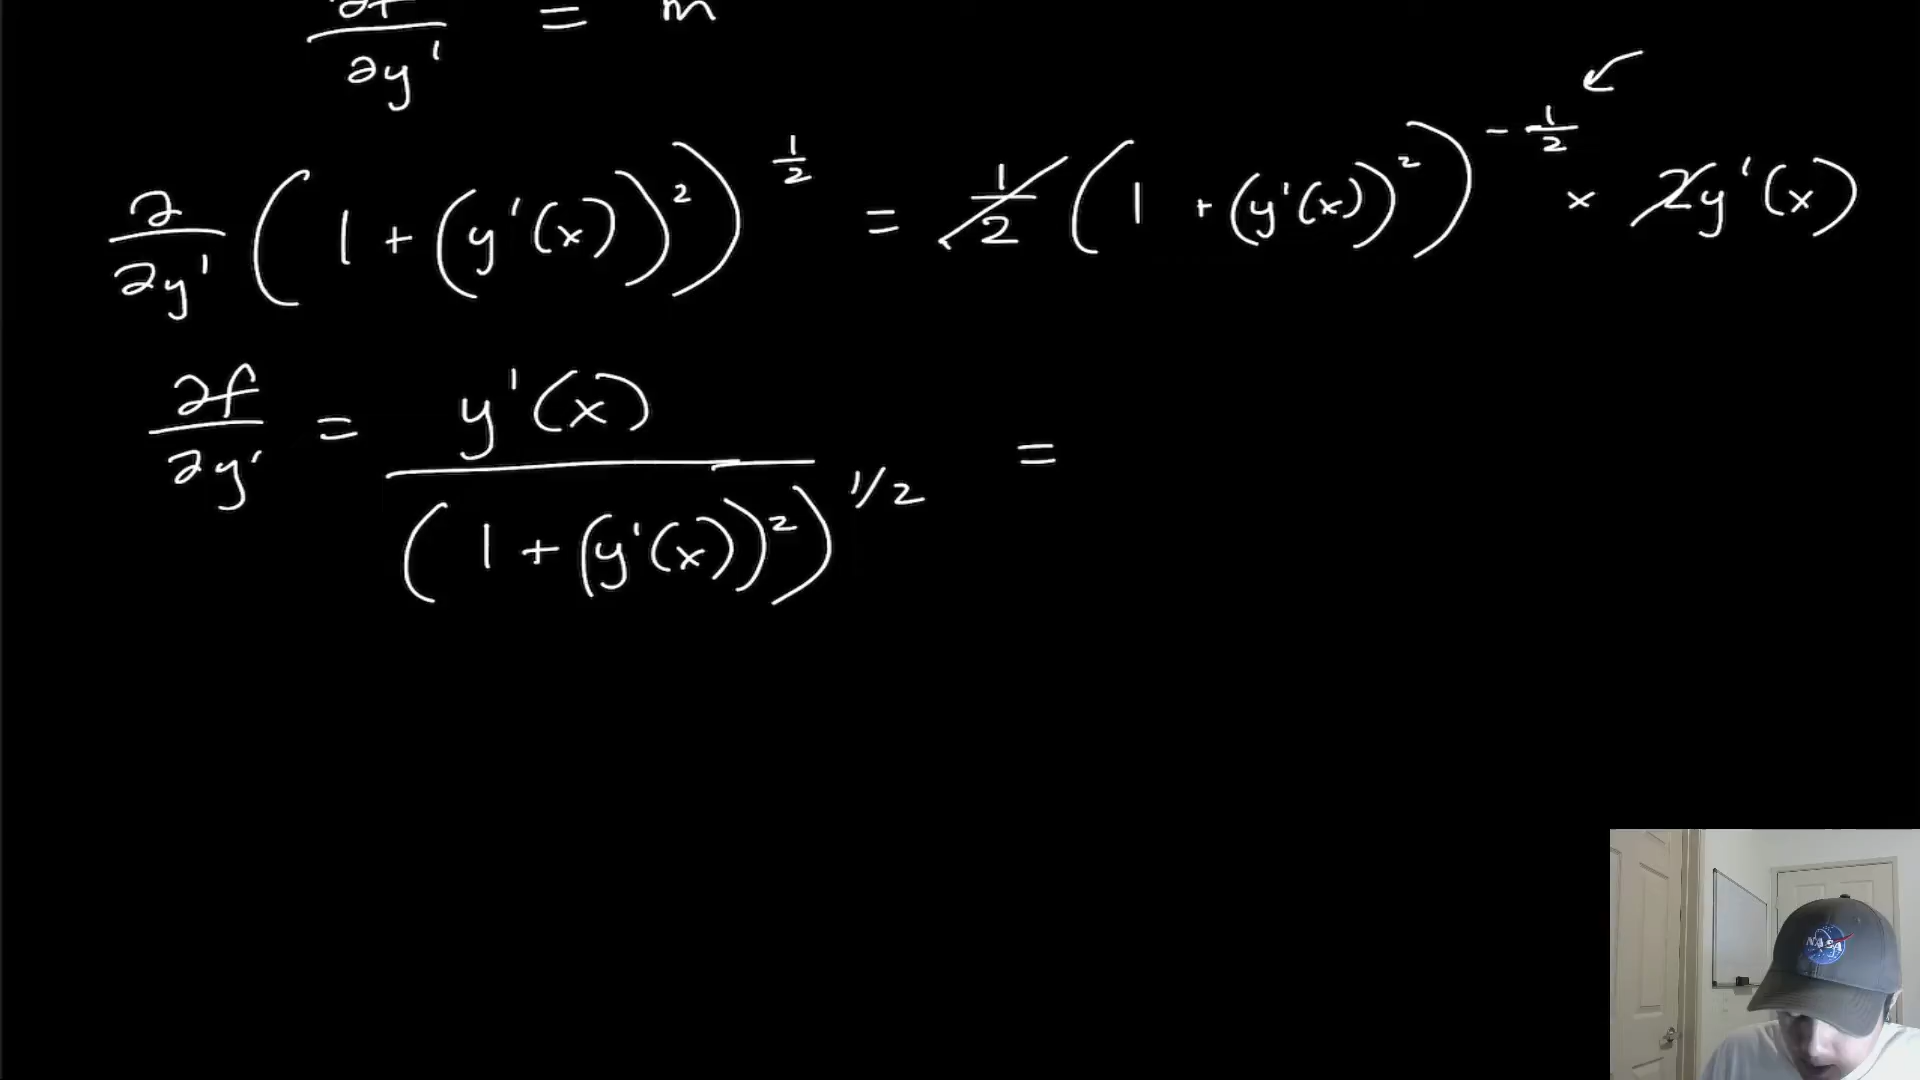 ∂f/∂y' = m
∂/∂y' (1 + (y'(x))²)^½ = ½ (1 + (y'(x))²)^-½ × 2y'(x)
∂f/∂y' = y'(x) / (1 + (y'(x))²)^1/2 =
NASA